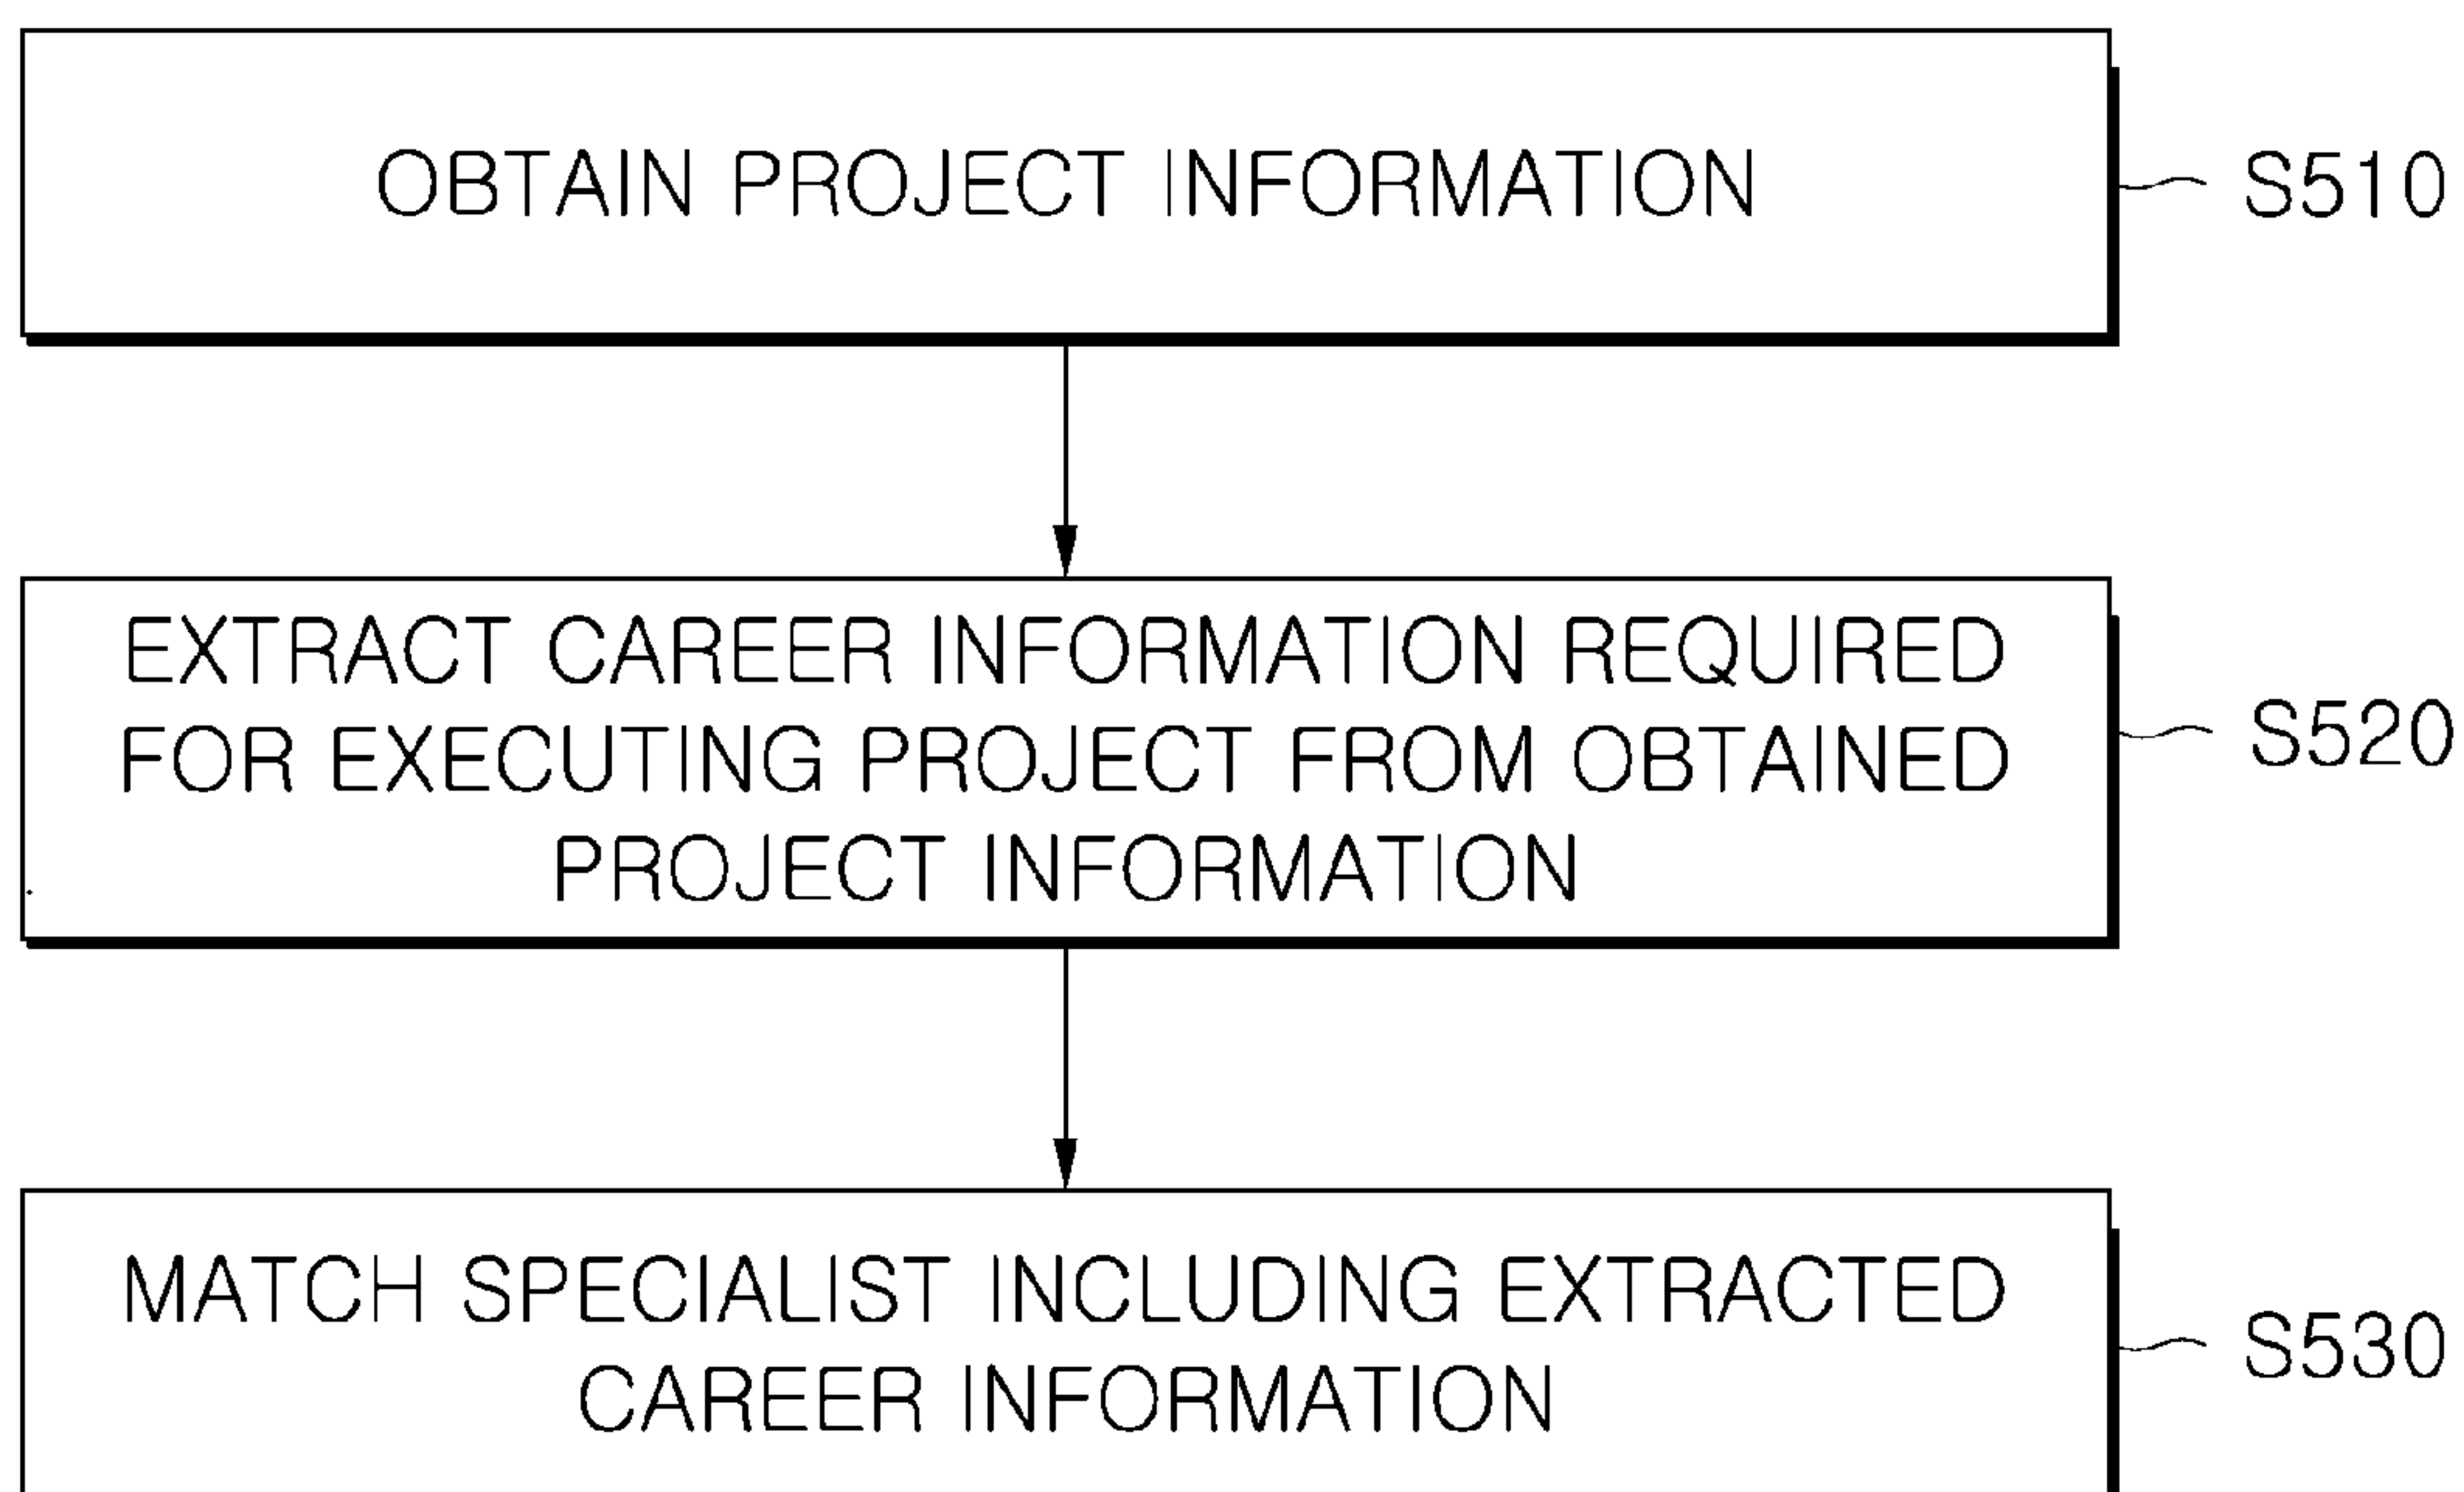 OBTAIN PROJECT INFORMATION
S510
EXTRACT CAREER INFORMATION REQUIRED
FOR EXECUTING PROJECT FROM OBTAINED
PROJECT INFORMATION
S520
MATCH SPECIALIST INCLUDING EXTRACTED
CAREER INFORMATION
S530